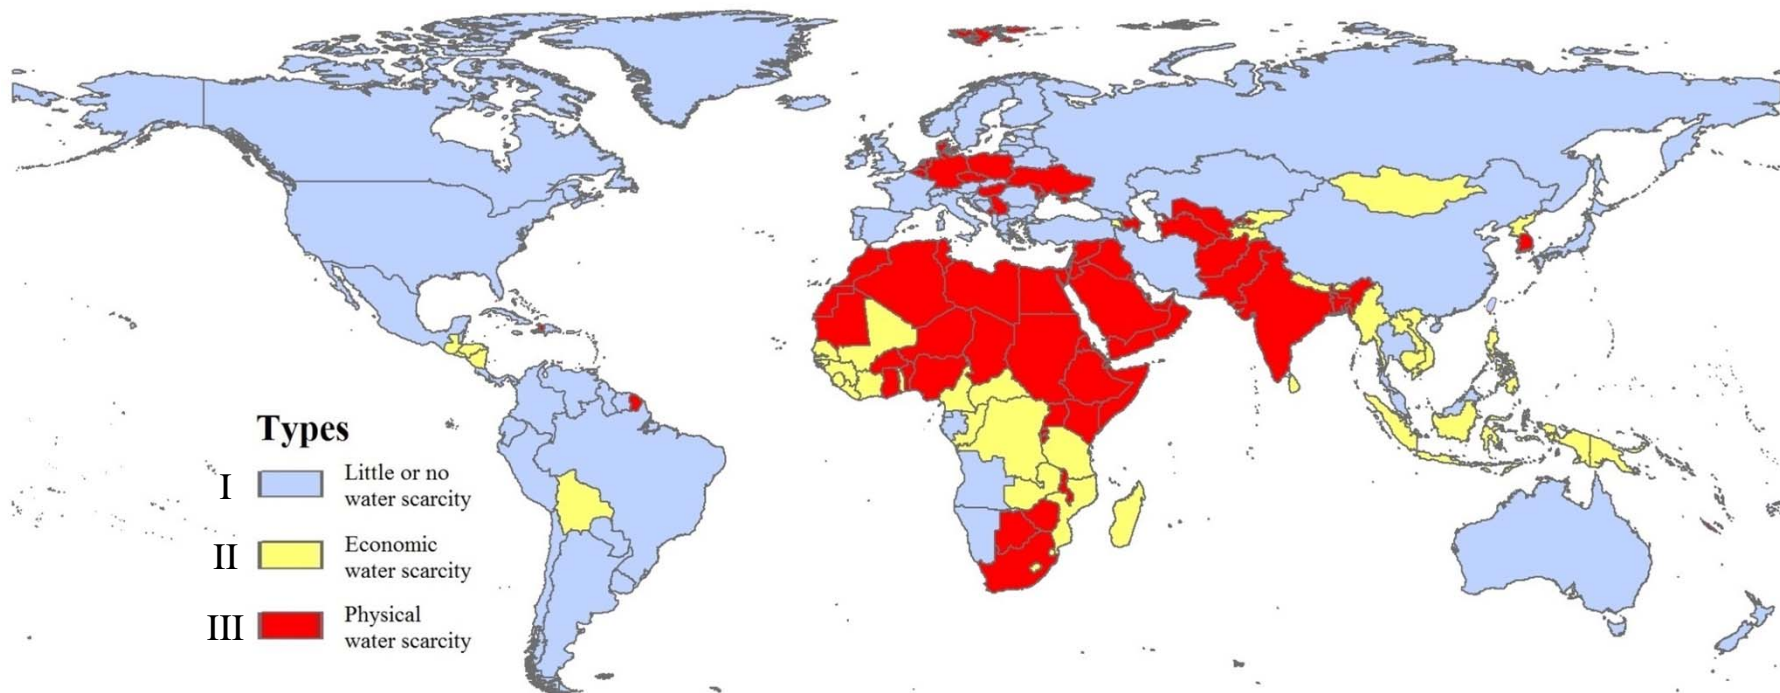 Types
I
Little or no
water scarcity
II
Economic
water scarcity
III
Physical
water scarcity